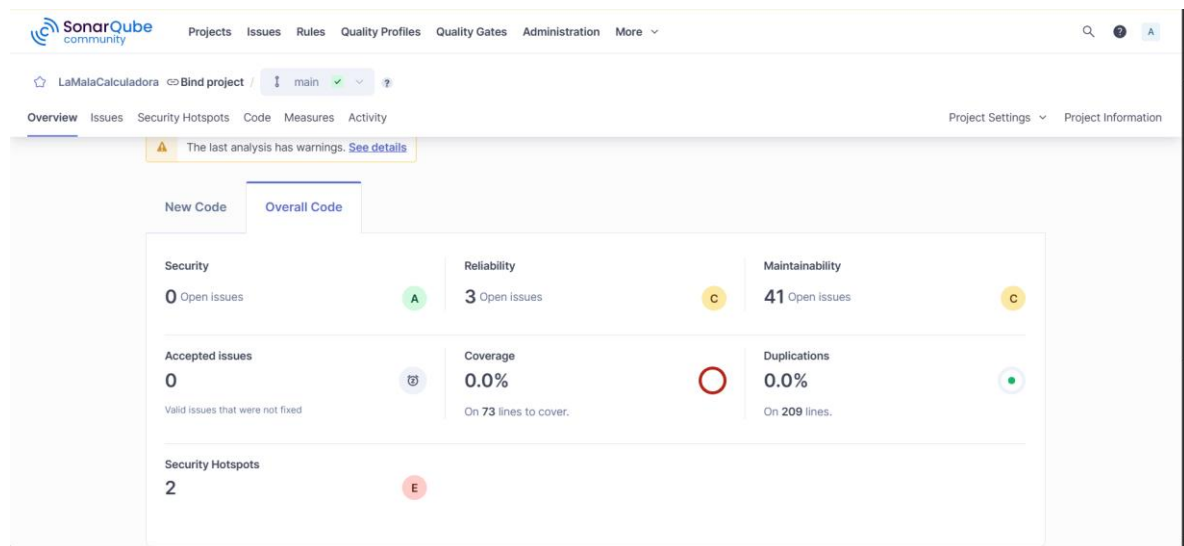 SonarQube community Projects Issues Rules Quality Profiles Quality Gates Administration More ? A
LaMalaCalculadora Bind project / main ?
Overview Issues Security Hotspots Code Measures Activity Project Settings Project Information
The last analysis has warnings. See details
New Code Overall Code
Security Reliability Maintainability
0 Open issues A 3 Open issues C 41 Open issues C
Accepted issues Coverage Duplications
0 0.0% 0.0%
Valid issues that were not fixed On 73 lines to cover. On 209 lines.
Security Hotspots
2 E